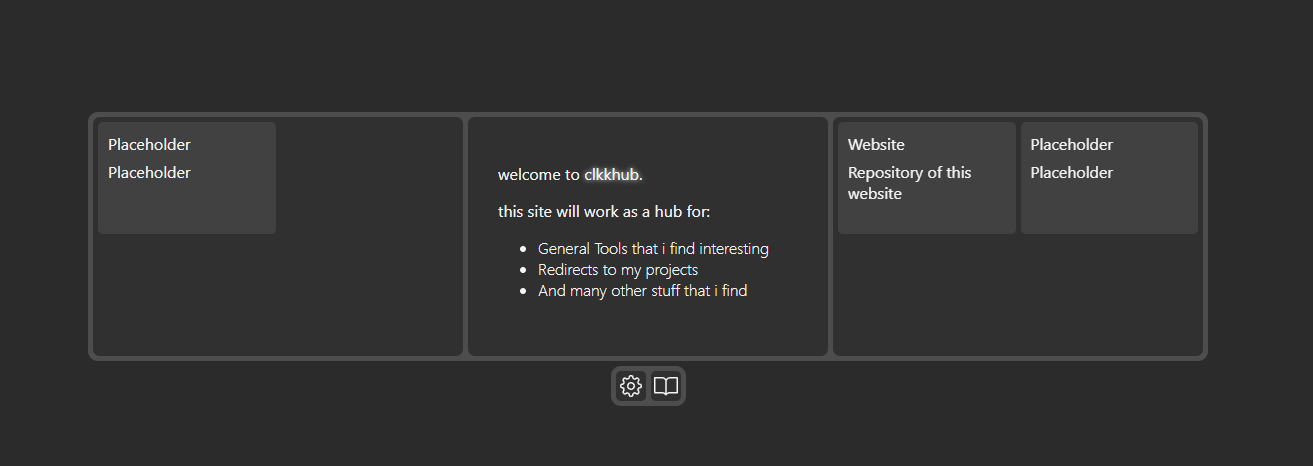 Placeholder
Placeholder
welcome to clkkhub.
this site will work as a hub for:
General Tools that i find interesting
Redirects to my projects
And many other stuff that i find
Website
Repository of this
website
Placeholder
Placeholder